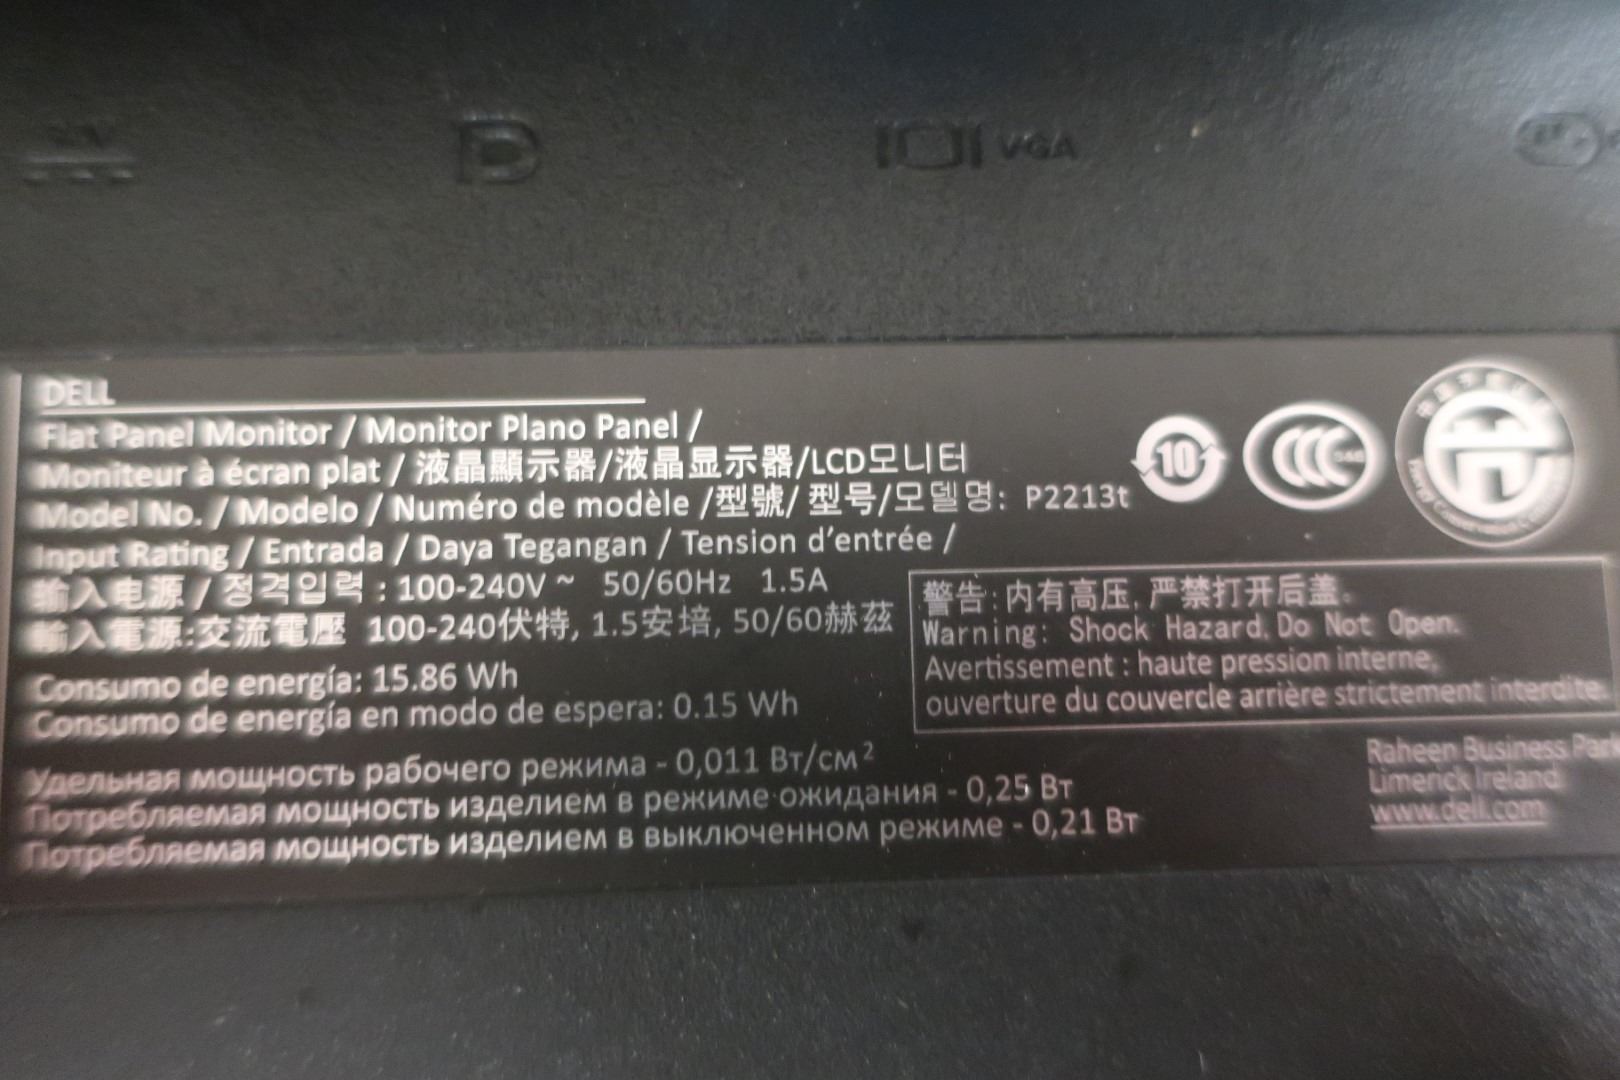 VGA
DELL
Flat Panel Monitor / Monitor Plano Panel /
Moniteur à écran plat / 液晶顯示器/液晶显示器/LCD모니터
Model No. / Modelo / Numéro de modèle /型號/ 型号/모델명: P2213t
Input Rating / Entrada / Daya Tegangan / Tension d'entrée /
输入电源 / 정격입력 : 100-240V ~ 50/60Hz 1.5A
輸入電源:交流電壓 100-240伏特, 1.5安培, 50/60赫茲
Consumo de energía: 15.86 Wh
Consumo de energía en modo de espera: 0.15 Wh
Удельная мощность рабочего режима - 0,011 Вт/см²
Потребляемая мощность изделием в режиме ожидания - 0,25 Вт
Потребляемая мощность изделием в выключенном режиме - 0,21 Вт
10
CCC
警告: 内有高压, 严禁打开后盖。
Warning: Shock Hazard. Do Not Open.
Avertissement : haute pression interne,
ouverture du couvercle arrière strictement interdite.
Raheen Business Park
Limerick Ireland
www.dell.com